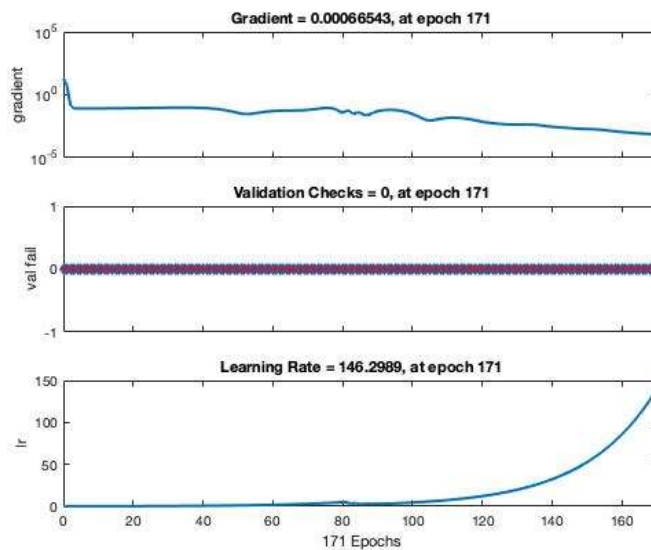 Gradient = 0.00066543, at epoch 171
10^5
10^0
10^-5
gradient
Validation Checks = 0, at epoch 171
1
0
-1
val fail
Learning Rate = 146.2989, at epoch 171
150
100
50
0
lr
0 20 40 60 80 100 120 140 160
171 Epochs